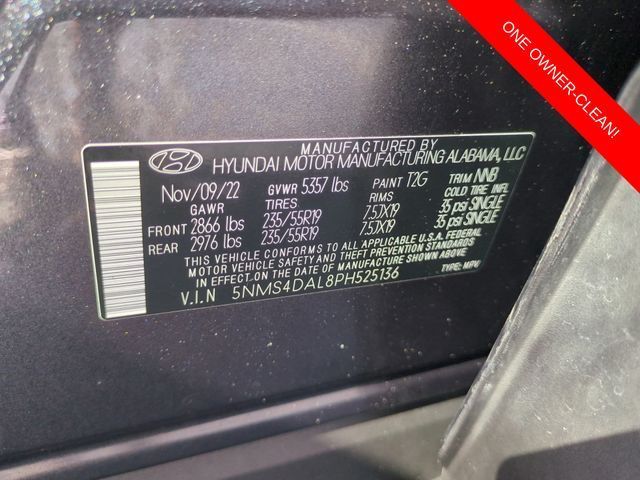 ONE OWNER-CLEAN!
MANUFACTURED BY
HYUNDAI MOTOR MANUFACTURING ALABAMA, LLC
Nov/09/22 GVWR 5357 lbs PAINT T2G TRIM NNB
GAWR TIRES RIMS COLD TIRE INFL
FRONT 2866 lbs 235/55R19 7.5JX19 35 psi SINGLE
REAR 2976 lbs 235/55R19 7.5JX19 35 psi SINGLE
THIS VEHICLE CONFORMS TO ALL APPLICABLE U.S.A. FEDERAL
MOTOR VEHICLE SAFETY AND THEFT PREVENTION STANDARDS
IN EFFECT ON THE DATE OF MANUFACTURE SHOWN ABOVE.
V.I.N 5NMS4DAL8PH525136 TYPE: MPV